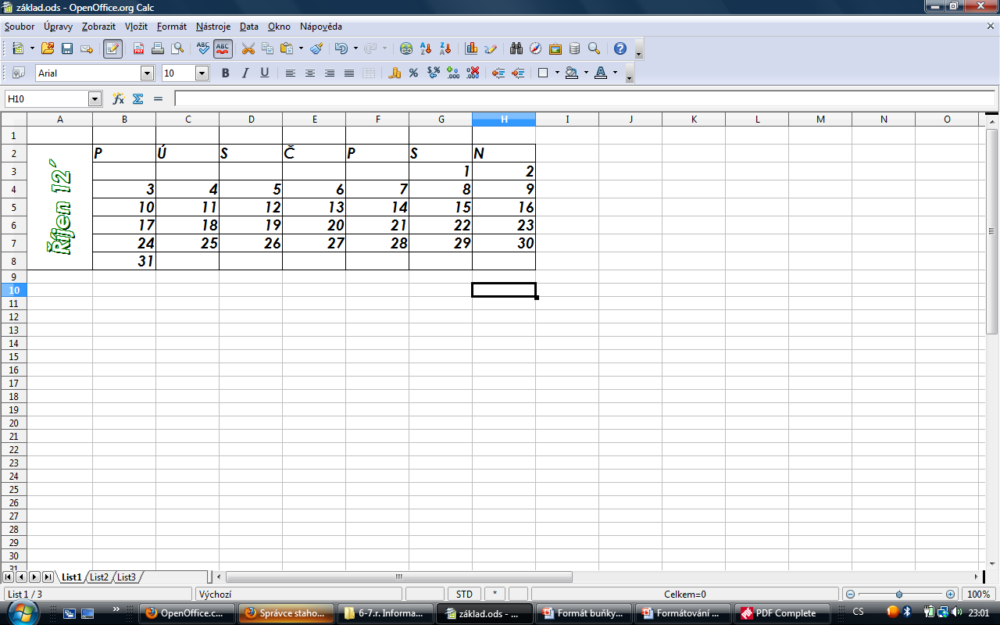 základ.ods - OpenOffice.org Calc
Soubor Úpravy Zobrazit Vložit Formát Nástroje Data Okno Nápověda
Arial 10
H10
A B C D E F G H I J K L M N O
1
2 P Ú S Č P S N
3 1 2
4 3 4 5 6 7 8 9
5 10 11 12 13 14 15 16
6 17 18 19 20 21 22 23
7 24 25 26 27 28 29 30
8 31
Říjen 12´
9
10
11
12
13
14
15
16
17
18
19
20
21
22
23
24
25
26
27
28
29
30
31
List1 List2 List3
List 1 / 3 Výchozí STD * Celkem=0 100%
OpenOffice.c... Správce staho... 6-7.r. Informa... základ.ods - ... Formát buňky... Formátování ... PDF Complete CS 23:01